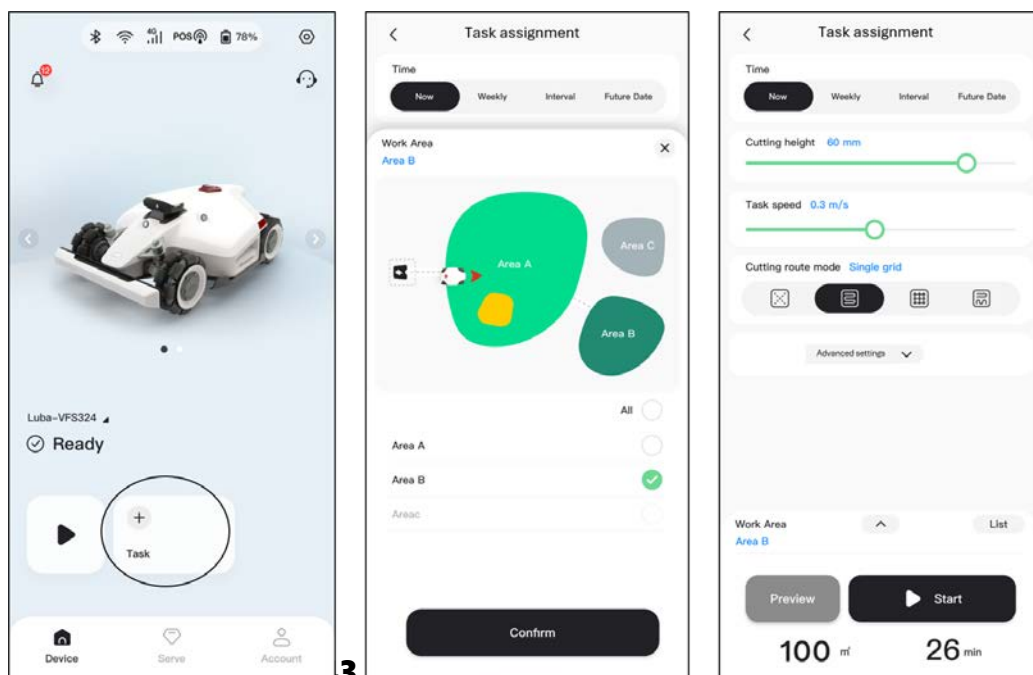 4G POS 78%
12
Luba-VFS324
Ready
Task
Device Serve Account
3
Task assignment
Time
Now Weekly Interval Future Date
Work Area
Area B
Area A
Area C
Area B
All
Area A
Area B
Areac
Confirm
Task assignment
Time
Now Weekly Interval Future Date
Cutting height 60 mm
Task speed 0.3 m/s
Cutting route mode Single grid
Advanced settings
Work Area List
Area B
Preview Start
100 ㎡ 26 min